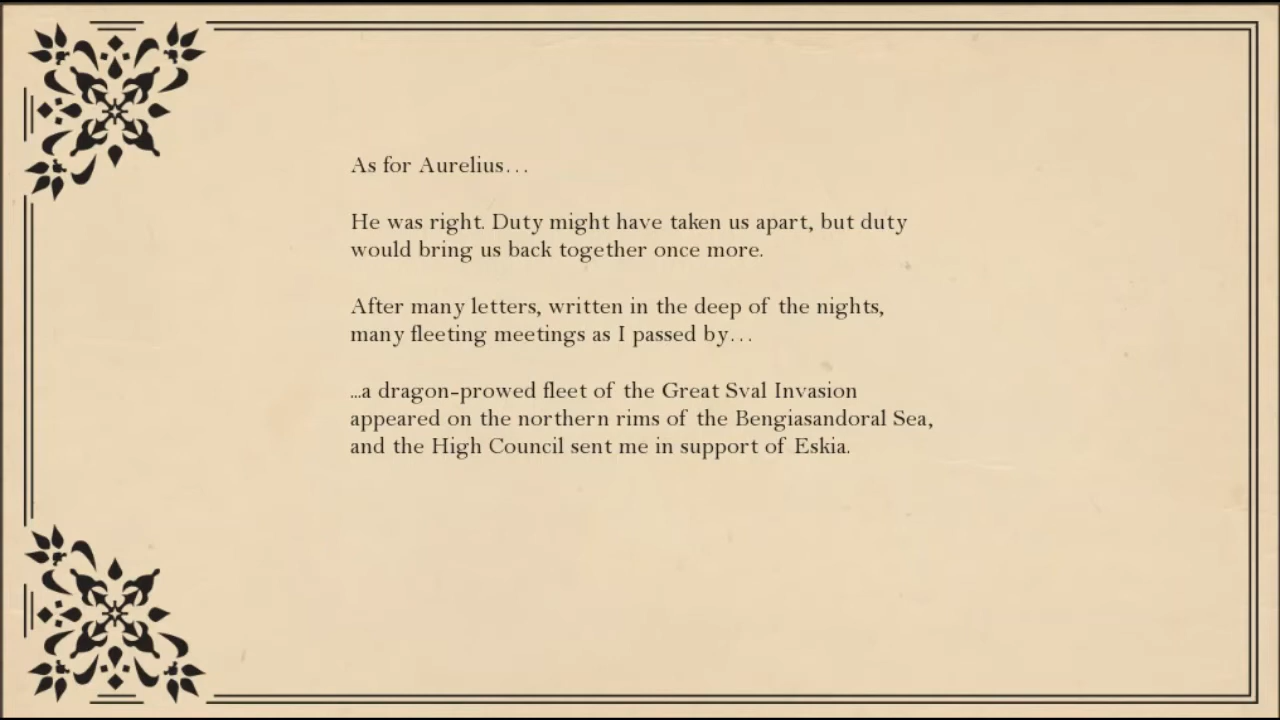 As for Aurelius…
He was right. Duty might have taken us apart, but duty
would bring us back together once more.
After many letters, written in the deep of the nights,
many fleeting meetings as I passed by…
...a dragon-prowed fleet of the Great Sval Invasion
appeared on the northern rims of the Bengiasandoral Sea,
and the High Council sent me in support of Eskia.